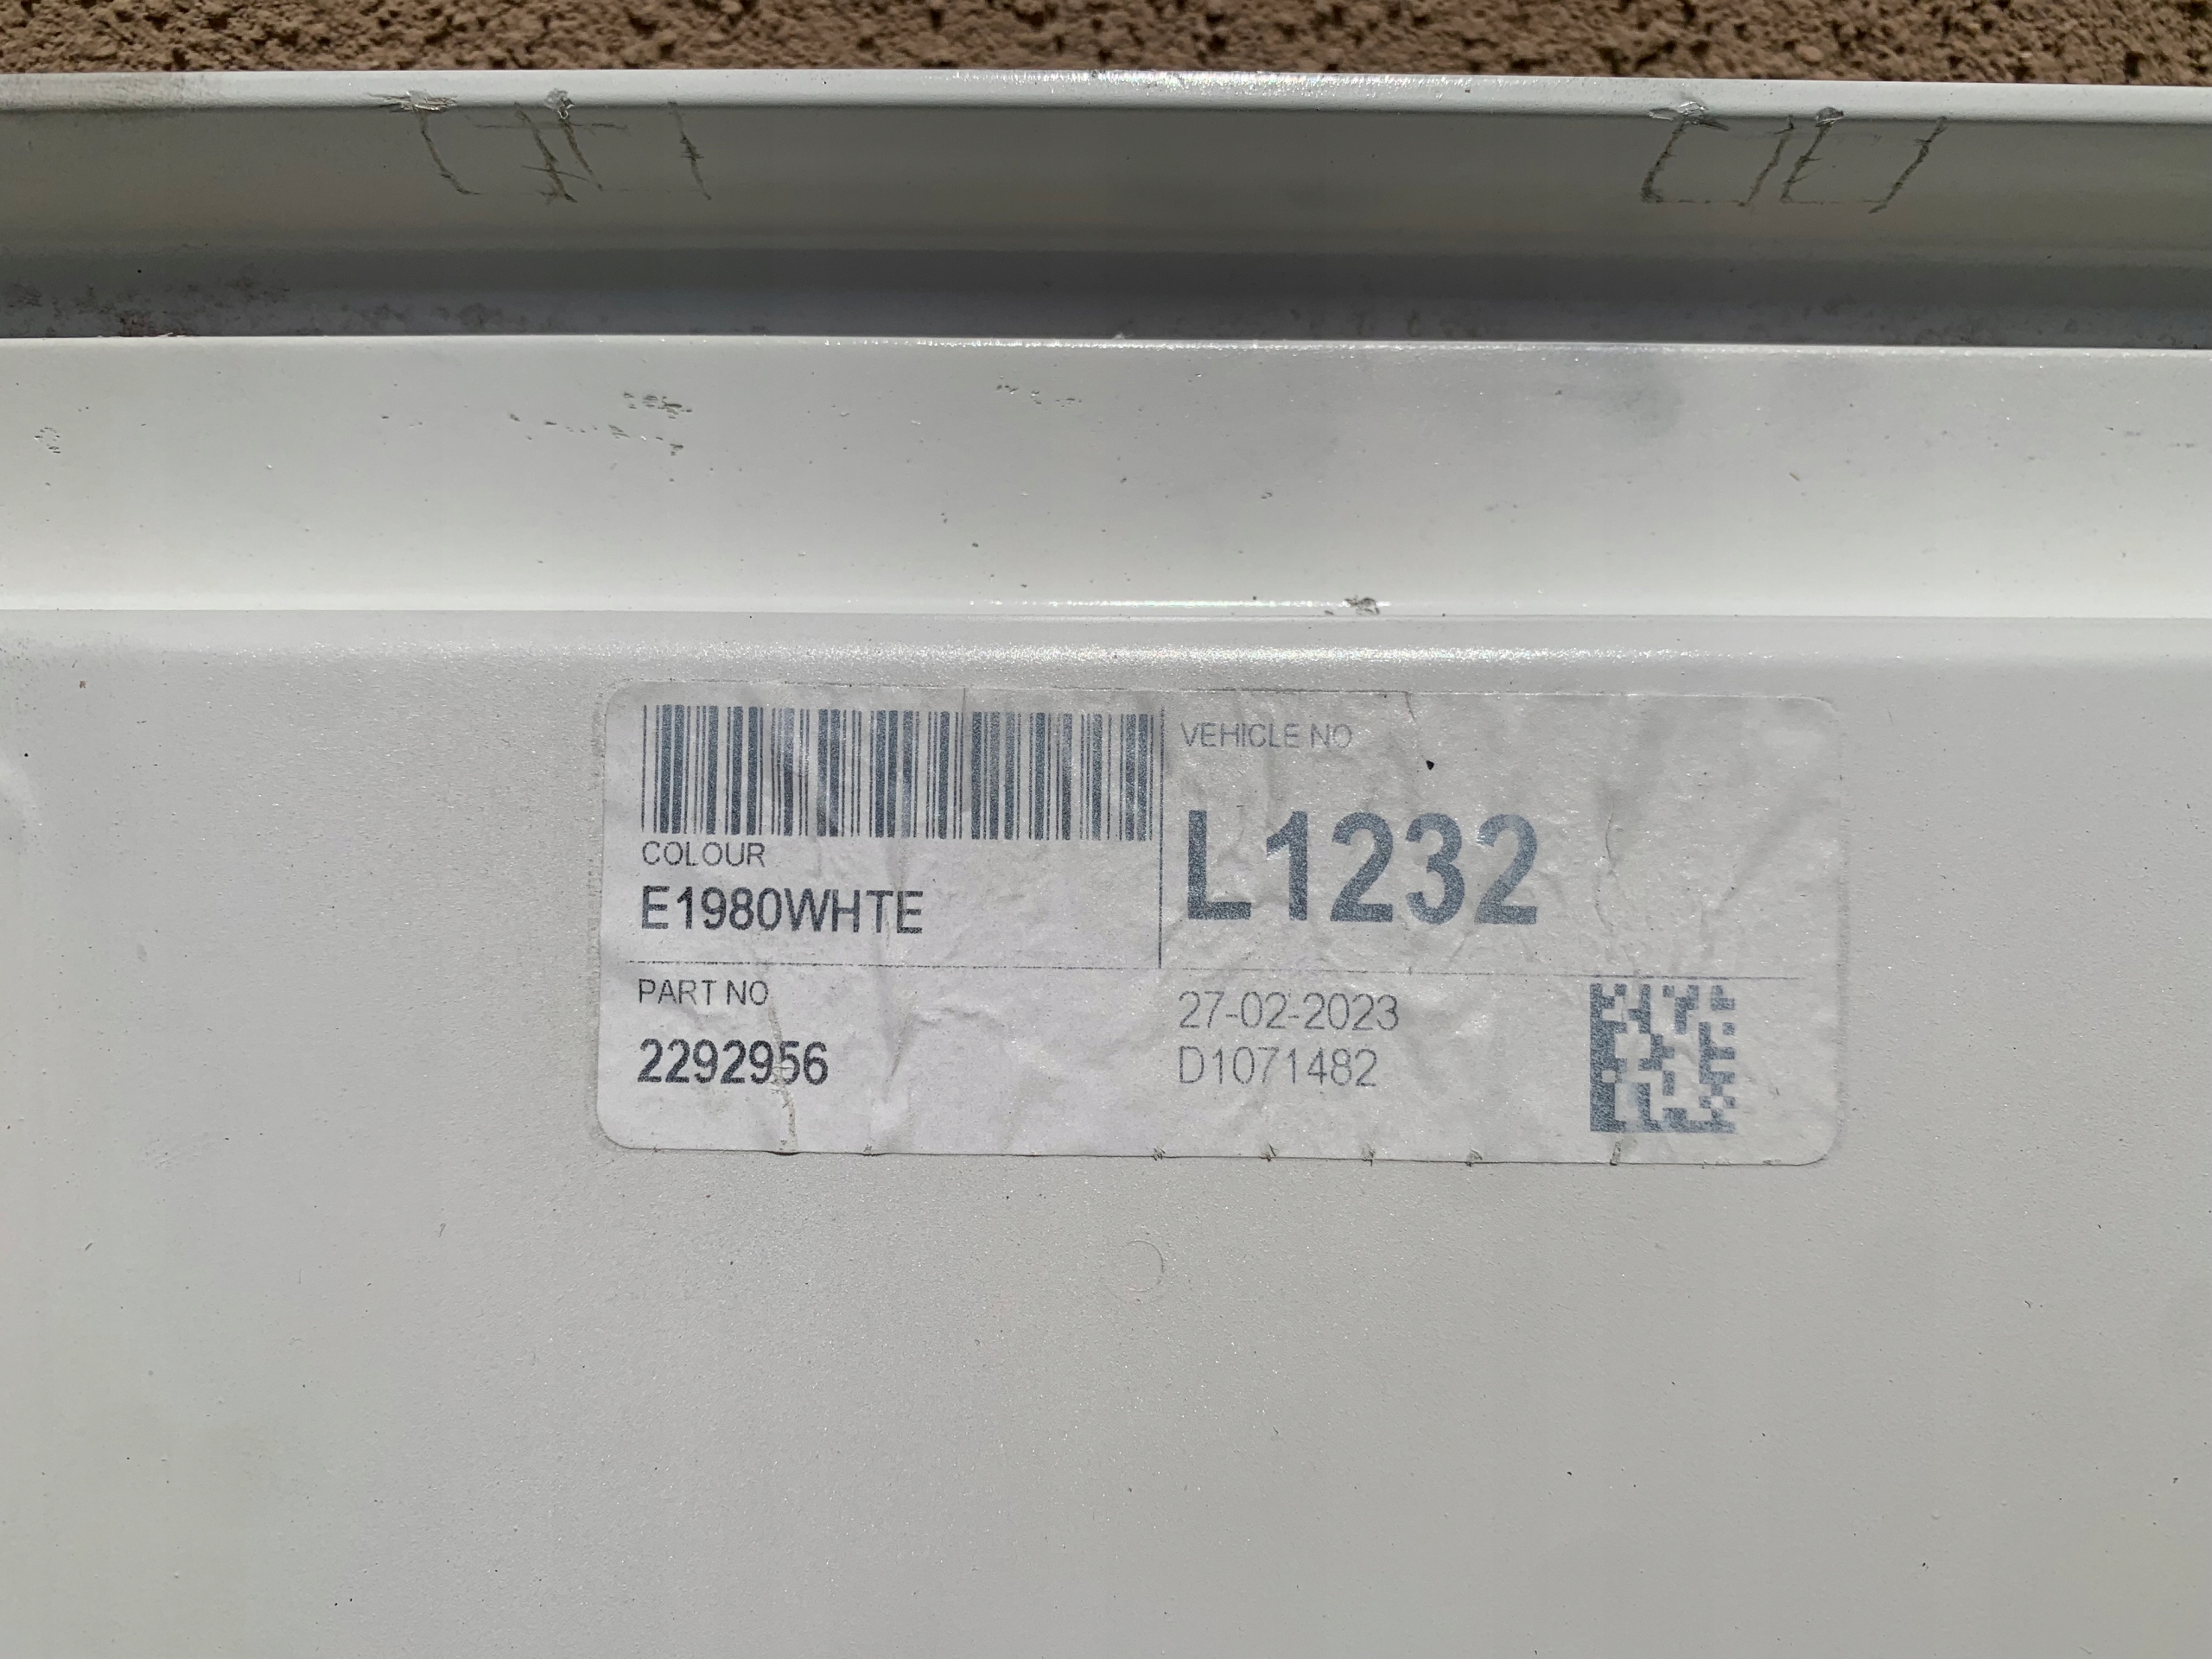 VEHICLE NO
L1232
COLOUR
E1980WHTE
PART NO
2292956
27-02-2023
D1071482